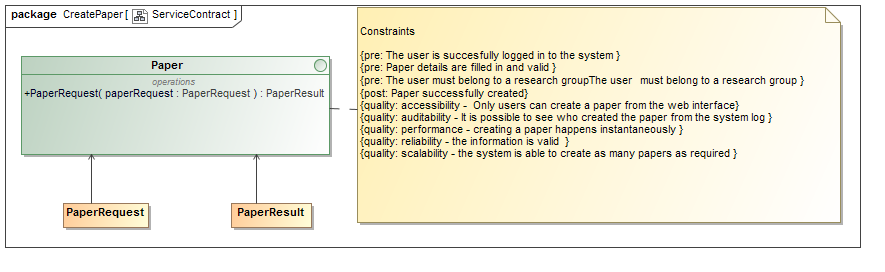 package CreatePaper [ ServiceContract ]
Paper
operations
+PaperRequest( paperRequest : PaperRequest ) : PaperResult
PaperRequest
PaperResult
Constraints
{pre: The user is succesfully logged in to the system }
{pre: Paper details are filled in and valid }
{pre: The user must belong to a research groupThe user must belong to a research group }
{post: Paper successfully created}
{quality: accessibility - Only users can create a paper from the web interface}
{quality: auditability - It is possible to see who created the paper from the system log }
{quality: performance - creating a paper happens instantaneously }
{quality: reliability - the information is valid }
{quality: scalability - the system is able to create as many papers as required }